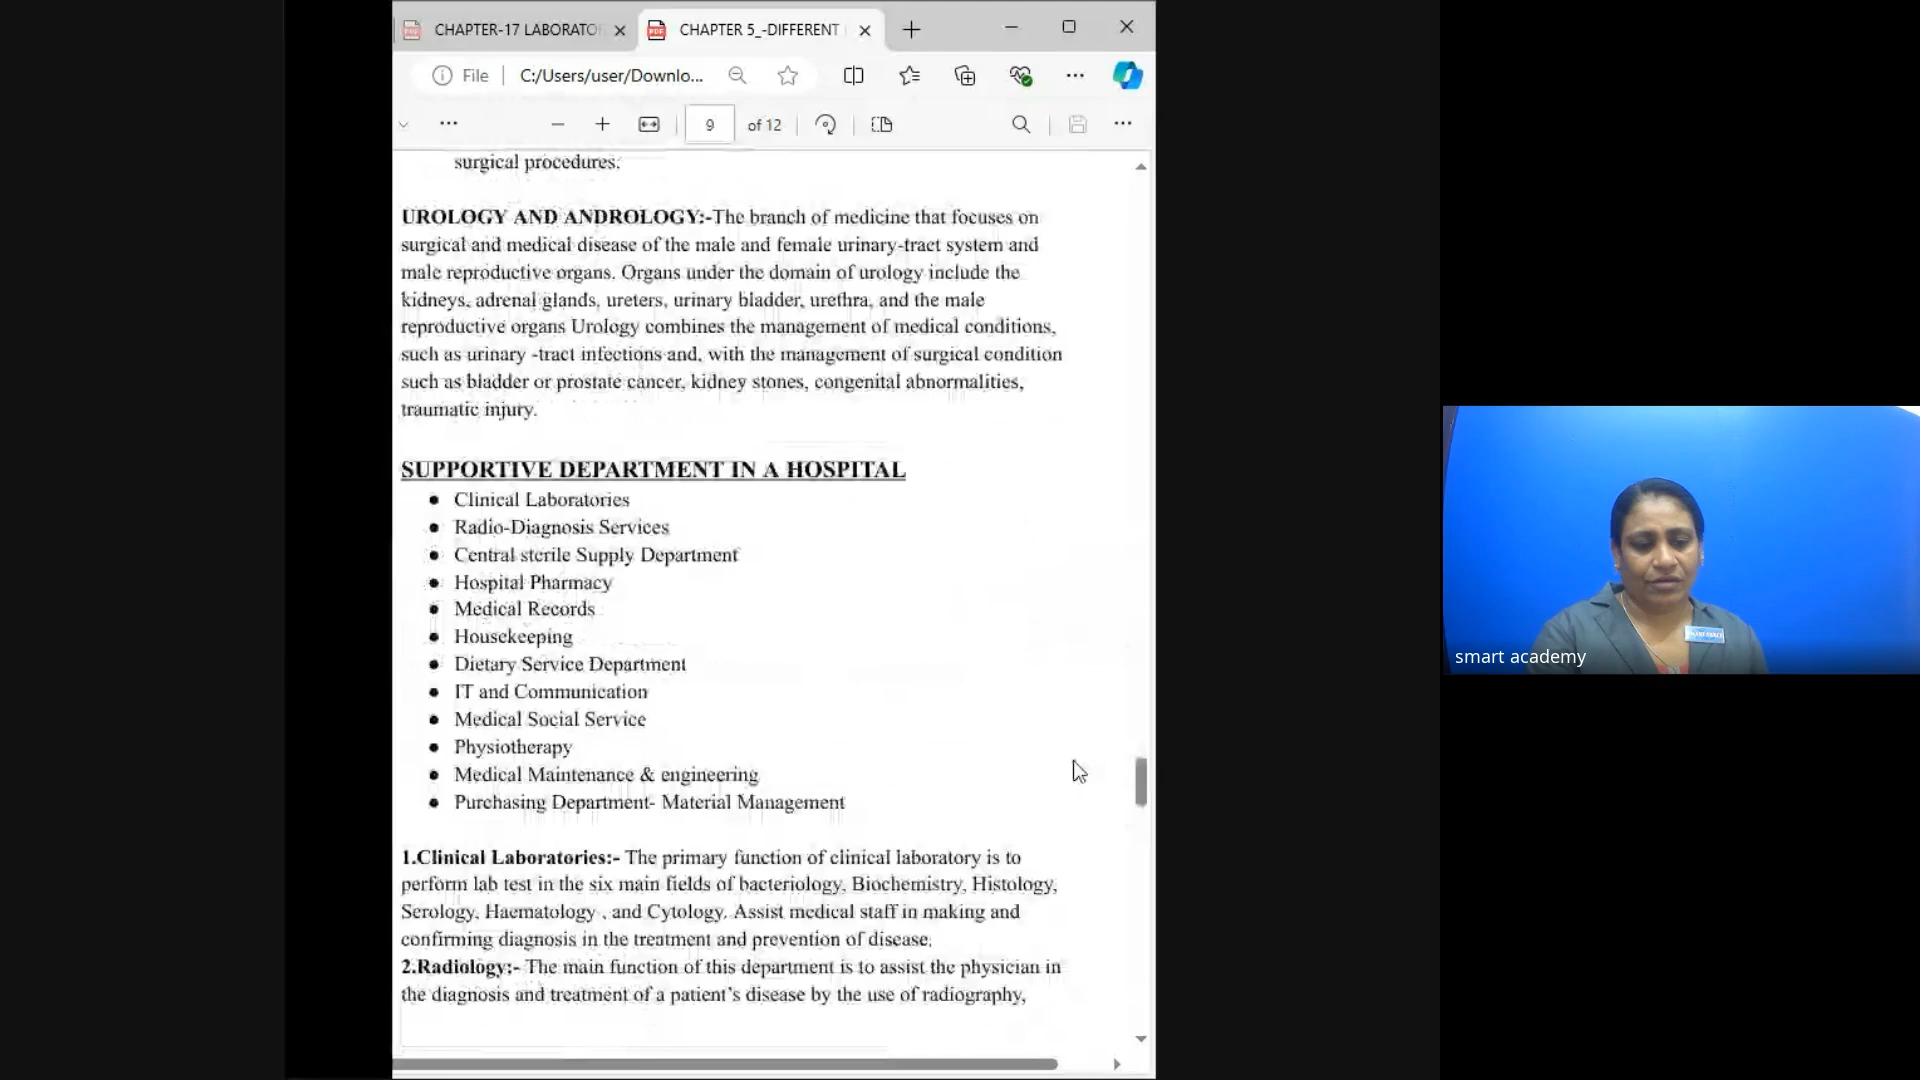 CHAPTER-17 LABORATO
CHAPTER 5_-DIFFERENT
File
C:/Users/user/Downlo...
9
of 12
surgical procedures.
UROLOGY AND ANDROLOGY:-The branch of medicine that focuses on
surgical and medical disease of the male and female urinary-tract system and
male reproductive organs. Organs under the domain of urology include the
kidneys, adrenal glands, ureters, urinary bladder, urethra, and the male
reproductive organs Urology combines the management of medical conditions,
such as urinary -tract infections and, with the management of surgical condition
such as bladder or prostate cancer, kidney stones, congenital abnormalities,
traumatic injury.
SUPPORTIVE DEPARTMENT IN A HOSPITAL
● Clinical Laboratories
● Radio-Diagnosis Services
● Central sterile Supply Department
● Hospital Pharmacy
● Medical Records
● Housekeeping
● Dietary Service Department
● IT and Communication
● Medical Social Service
● Physiotherapy
● Medical Maintenance & engineering
● Purchasing Department- Material Management
1.Clinical Laboratories:- The primary function of clinical laboratory is to
perform lab test in the six main fields of bacteriology, Biochemistry, Histology,
Serology, Haematology , and Cytology. Assist medical staff in making and
confirming diagnosis in the treatment and prevention of disease.
2.Radiology:- The main function of this department is to assist the physician in
the diagnosis and treatment of a patient's disease by the use of radiography,
smart academy